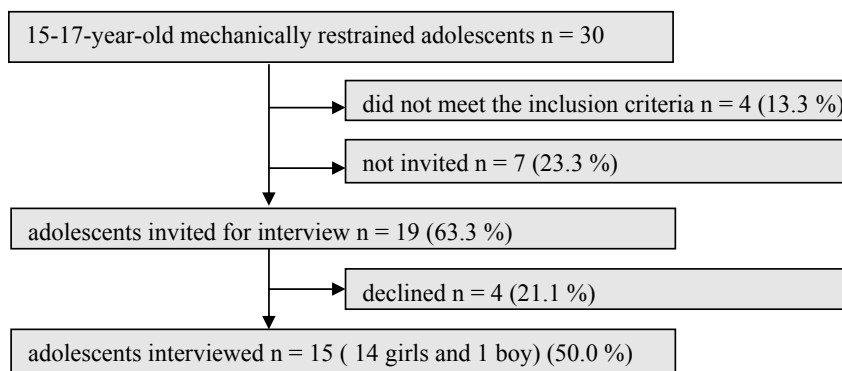 15-17-year-old mechanically restrained adolescents n = 30
did not meet the inclusion criteria n = 4 (13.3 %)
not invited n = 7 (23.3 %)
adolescents invited for interview n = 19 (63.3 %)
declined n = 4 (21.1 %)
adolescents interviewed n = 15 ( 14 girls and 1 boy) (50.0 %)